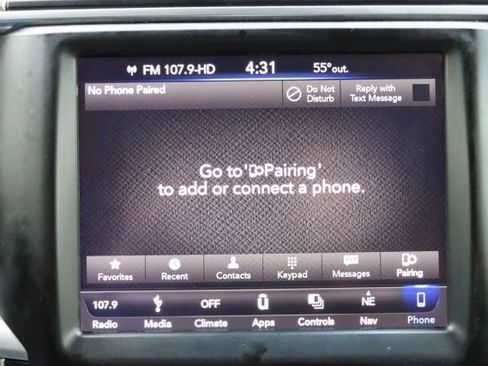 FM 107.9-HD 4:31 55° out.
No Phone Paired Do Not Disturb Reply with Text Message
Go to 'Pairing'
to add or connect a phone.
Favorites Recent Contacts Keypad Messages Pairing
107.9 OFF NE
Radio Media Climate Apps Controls Nav Phone